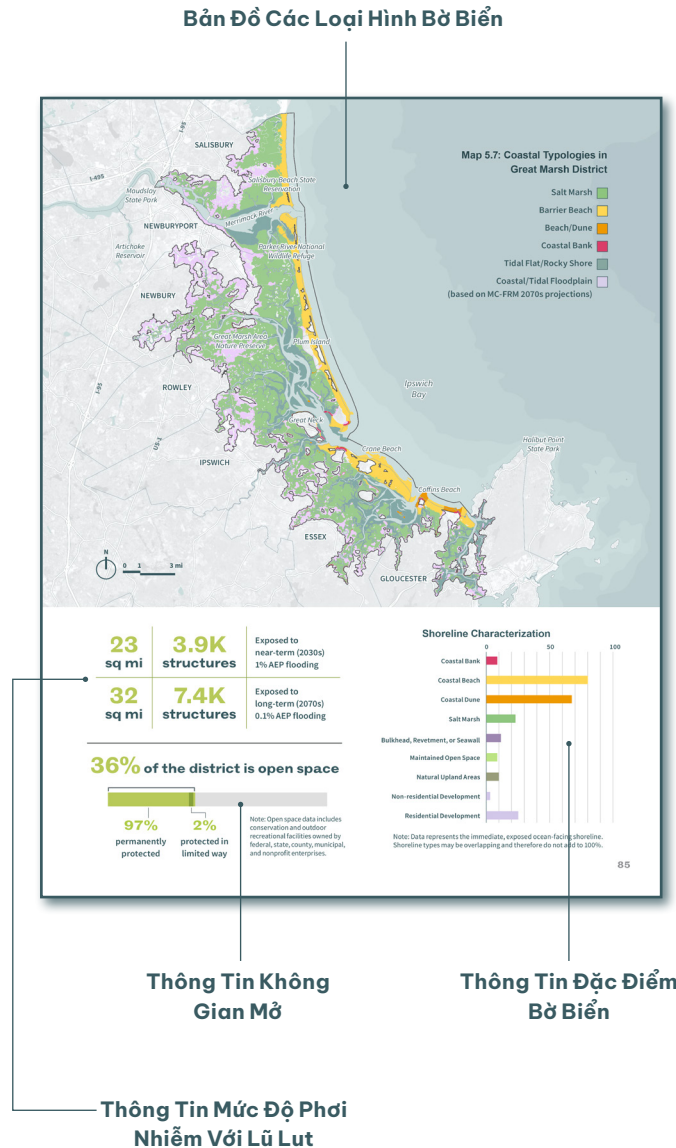 Bản Đồ Các Loại Hình Bờ Biển
I-95
SALISBURY
I-495
Maudslay
State Park
Salisbury Beach State
Reservation
Merrimack River
NEWBURYPORT
Artichoke
Reservoir
Parker River National
Wildlife Refuge
NEWBURY
Great Marsh Area
Nature Preserve
Plum Island
I-95
ROWLEY
Ipswich
Bay
Great Neck
US-1
IPSWICH
Crane Beach
Halibut Point
State Park
Coffins Beach
ESSEX
GLOUCESTER
N
0 1 3 mi
Map 5.7: Coastal Typologies in
Great Marsh District
Salt Marsh
Barrier Beach
Beach/Dune
Coastal Bank
Tidal Flat/Rocky Shore
Coastal/Tidal Floodplain
(based on MC-FRM 2070s projections)
23
sq mi
3.9K
structures
Exposed to
near-term (2030s)
1% AEP flooding
32
sq mi
7.4K
structures
Exposed to
long-term (2070s)
0.1% AEP flooding
36% of the district is open space
97%
permanently
protected
2%
protected in
limited way
Note: Open space data includes
conservation and outdoor
recreational facilities owned by
federal, state, county, municipal,
and nonprofit enterprises.
Shoreline Characterization
0 50 100
Coastal Bank
Coastal Beach
Coastal Dune
Salt Marsh
Bulkhead, Revetment, or Seawall
Maintained Open Space
Natural Upland Areas
Non-residential Development
Residential Development
Note: Data represents the immediate, exposed ocean-facing shoreline.
Shoreline types may be overlapping and therefore do not add to 100%.
85
Thông Tin Không
Gian Mở
Thông Tin Đặc Điểm
Bờ Biển
Thông Tin Mức Độ Phơi
Nhiễm Với Lũ Lụt